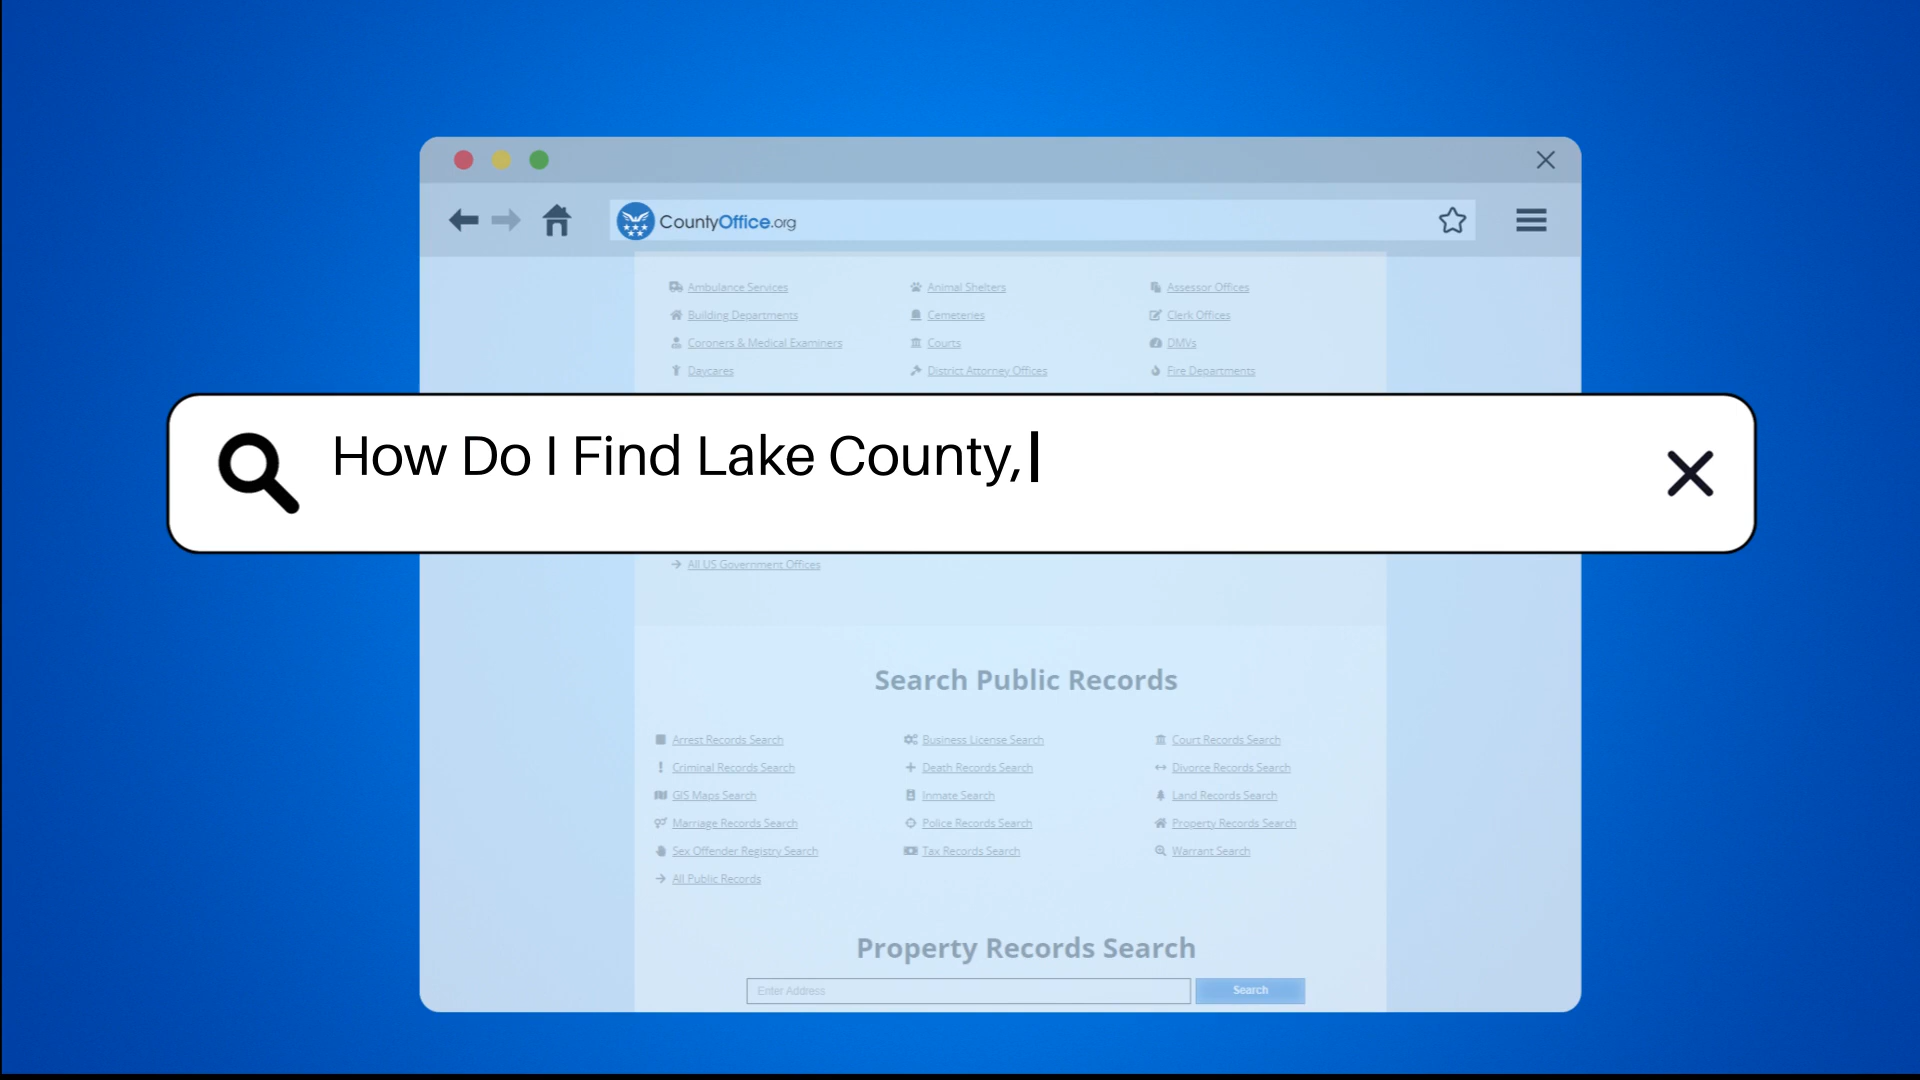 CountyOffice.org
Ambulance Services Animal Shelters Assessor Offices
Building Departments Cemeteries Clerk Offices
Coroners & Medical Examiners Courts DMVs
Daycares District Attorney Offices Fire Departments
How Do I Find Lake County,
All US Government Offices
Search Public Records
Arrest Records Search Business License Search Court Records Search
Criminal Records Search Death Records Search Divorce Records Search
GIS Maps Search Inmate Search Land Records Search
Marriage Records Search Police Records Search Property Records Search
Sex Offender Registry Search Tax Records Search Warrant Search
All Public Records
Property Records Search
Enter Address Search